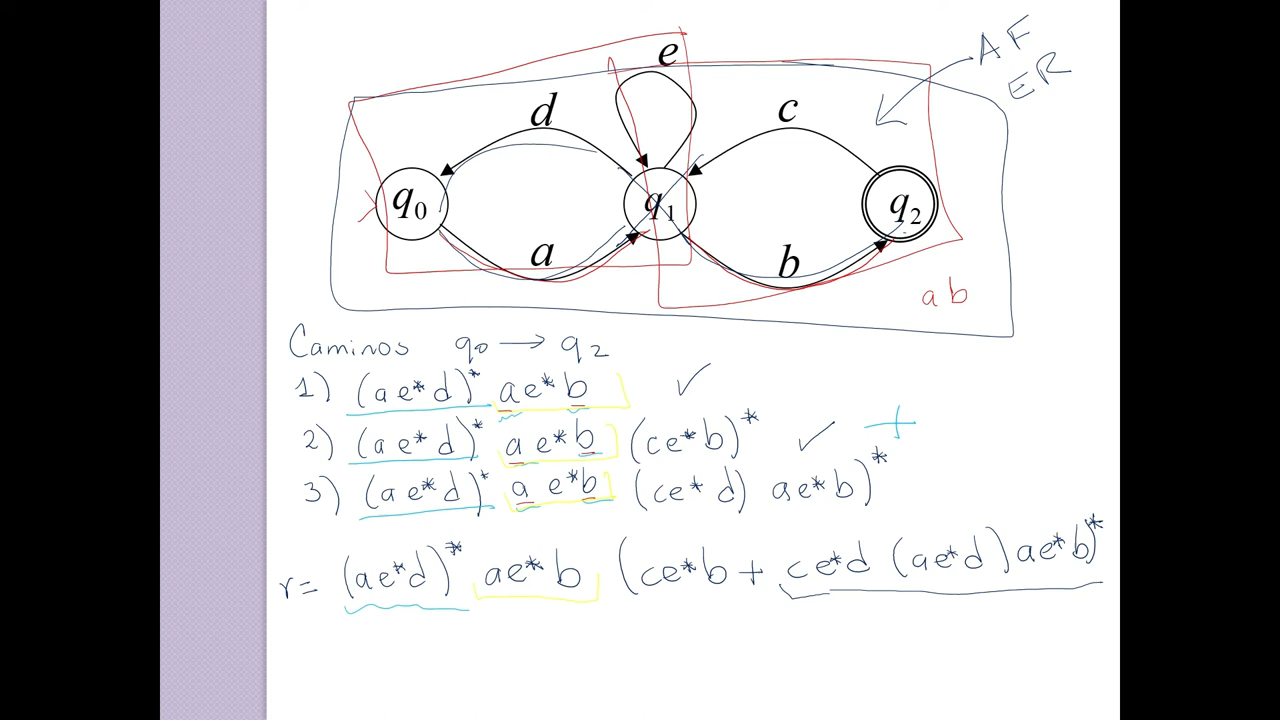 e
AF
ER
d
c
q0
q1
q2
a
b
ab
Caminos q0 → q2
1) (ae*d)* ae*b ✓
2) (ae*d)* ae*b (ce*b)* ✓ +
3) (ae*d)* ae*b (ce*d) ae*b)*
r= (ae*d)* ae*b (ce*b + ce*d (ae*d) ae*b)*